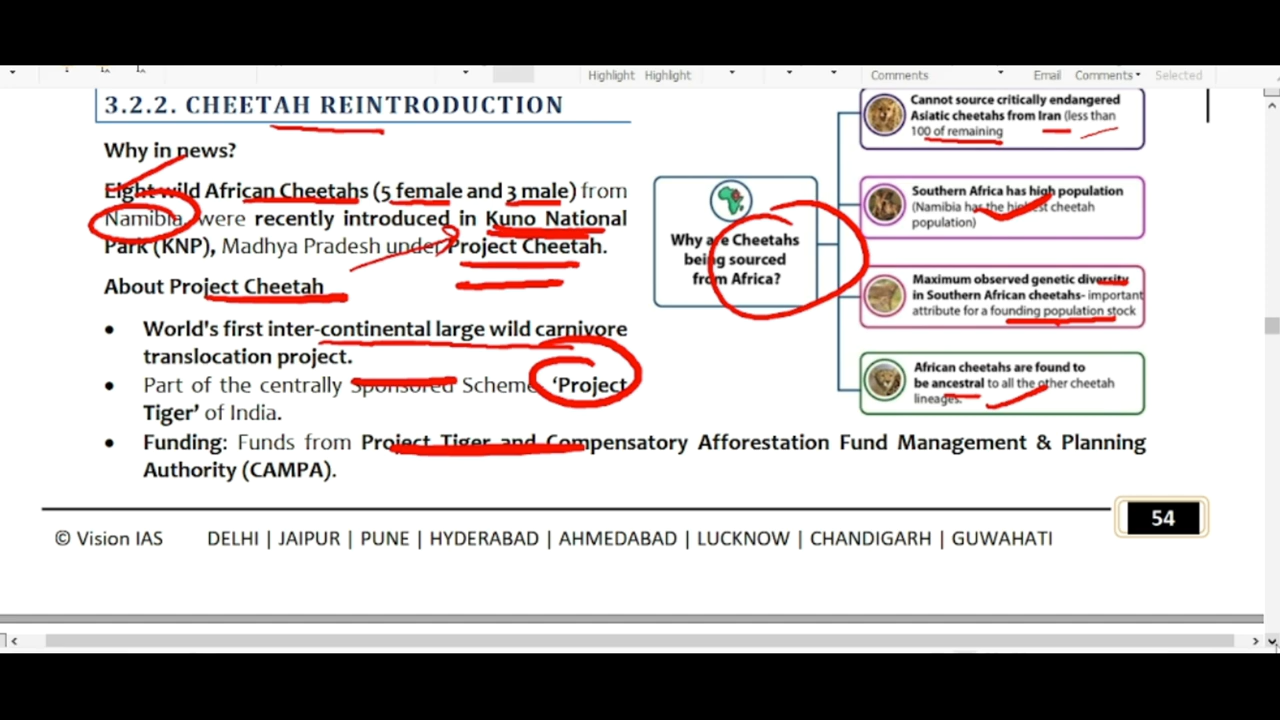 Highlight Highlight Comments Email Comments Selected
3.2.2. CHEETAH REINTRODUCTION
Why in news?
Eight wild African Cheetahs (5 female and 3 male) from
Namibia, were recently introduced in Kuno National
Park (KNP), Madhya Pradesh under Project Cheetah.
About Project Cheetah
• World's first inter-continental large wild carnivore
translocation project.
• Part of the centrally Sponsored Scheme 'Project
Tiger' of India.
• Funding: Funds from Project Tiger and Compensatory Afforestation Fund Management & Planning
Authority (CAMPA).
Why are Cheetahs
being sourced
from Africa?
Cannot source critically endangered
Asiatic cheetahs from Iran (less than
100 of remaining
Southern Africa has high population
(Namibia has the highest cheetah
population)
Maximum observed genetic diversity
in Southern African cheetahs- important
attribute for a founding population stock
African cheetahs are found to
be ancestral to all the other cheetah
lineages.
54
© Vision IAS DELHI | JAIPUR | PUNE | HYDERABAD | AHMEDABAD | LUCKNOW | CHANDIGARH | GUWAHATI